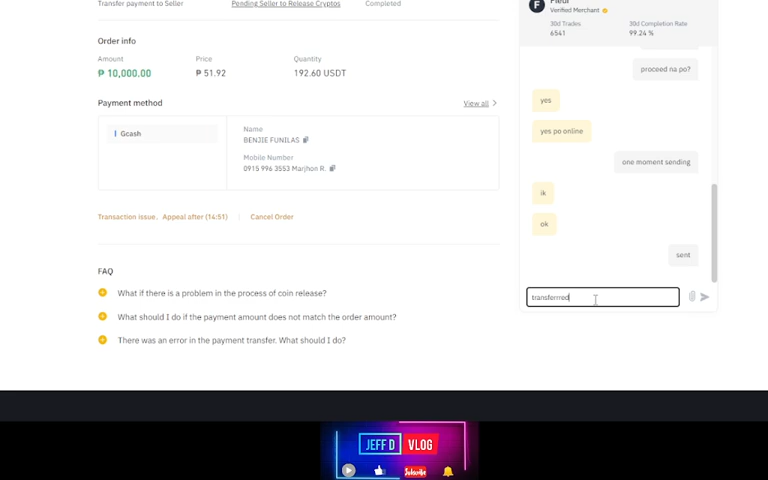 Transfer payment to Seller
Pending Seller to Release Cryptos
Completed
Order info
Amount
Price
Quantity
₱ 10,000.00
₱ 51.92
192.60 USDT
Payment method
View all
Gcash
Name
BENJIE FUNILAS
Mobile Number
0915 996 3553 Marjhon R.
Transaction issue, Appeal after (14:51)
Cancel Order
FAQ
What if there is a problem in the process of coin release?
What should I do if the payment amount does not match the order amount?
There was an error in the payment transfer. What should I do?
F
Verified Merchant
30d Trades
30d Completion Rate
6541
99.24 %
proceed na po?
yes
yes po online
one moment sending
ik
ok
sent
transferrred
JEFF D VLOG
Subscribe